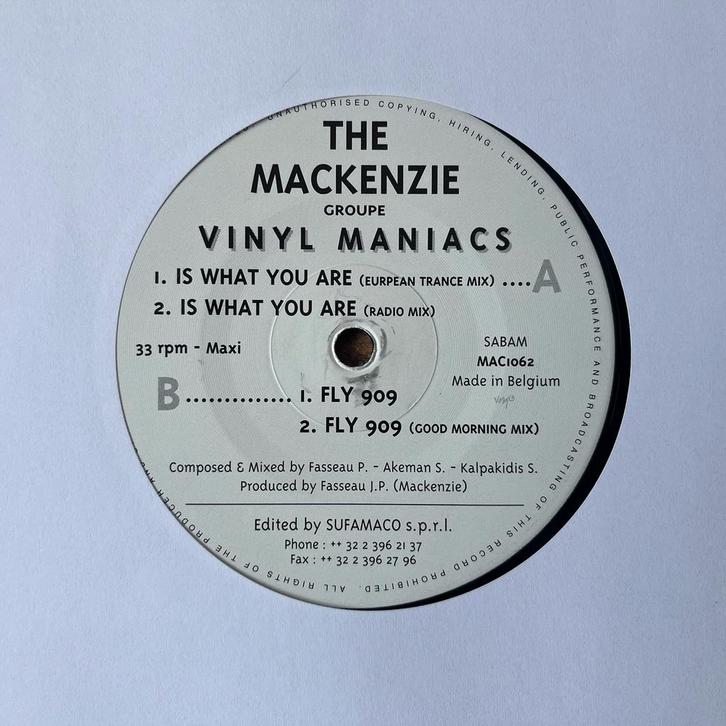 THE
MACKENZIE
GROUPE
VINYL MANIACS
1. IS WHAT YOU ARE (EURPEAN TRANCE MIX) ....A
2. IS WHAT YOU ARE (RADIO MIX)
33 rpm - Maxi
SABAM
MAC1062
Made in Belgium
B .............. 1. FLY 909
2. FLY 909 (GOOD MORNING MIX)
Composed & Mixed by Fasseau P. - Akeman S. - Kalpakidis S.
Produced by Fasseau J.P. (Mackenzie)
Edited by SUFAMACO s.p.r.l.
Phone : ++ 32 2 396 21 37
Fax : ++ 32 2 396 27 96
UNAUTHORISED COPYING, HIRING, LENDING, PUBLIC PERFORMANCE AND BROADCASTING OF THIS RECORD PROHIBITED. ALL RIGHTS OF THE PRODUCER AND